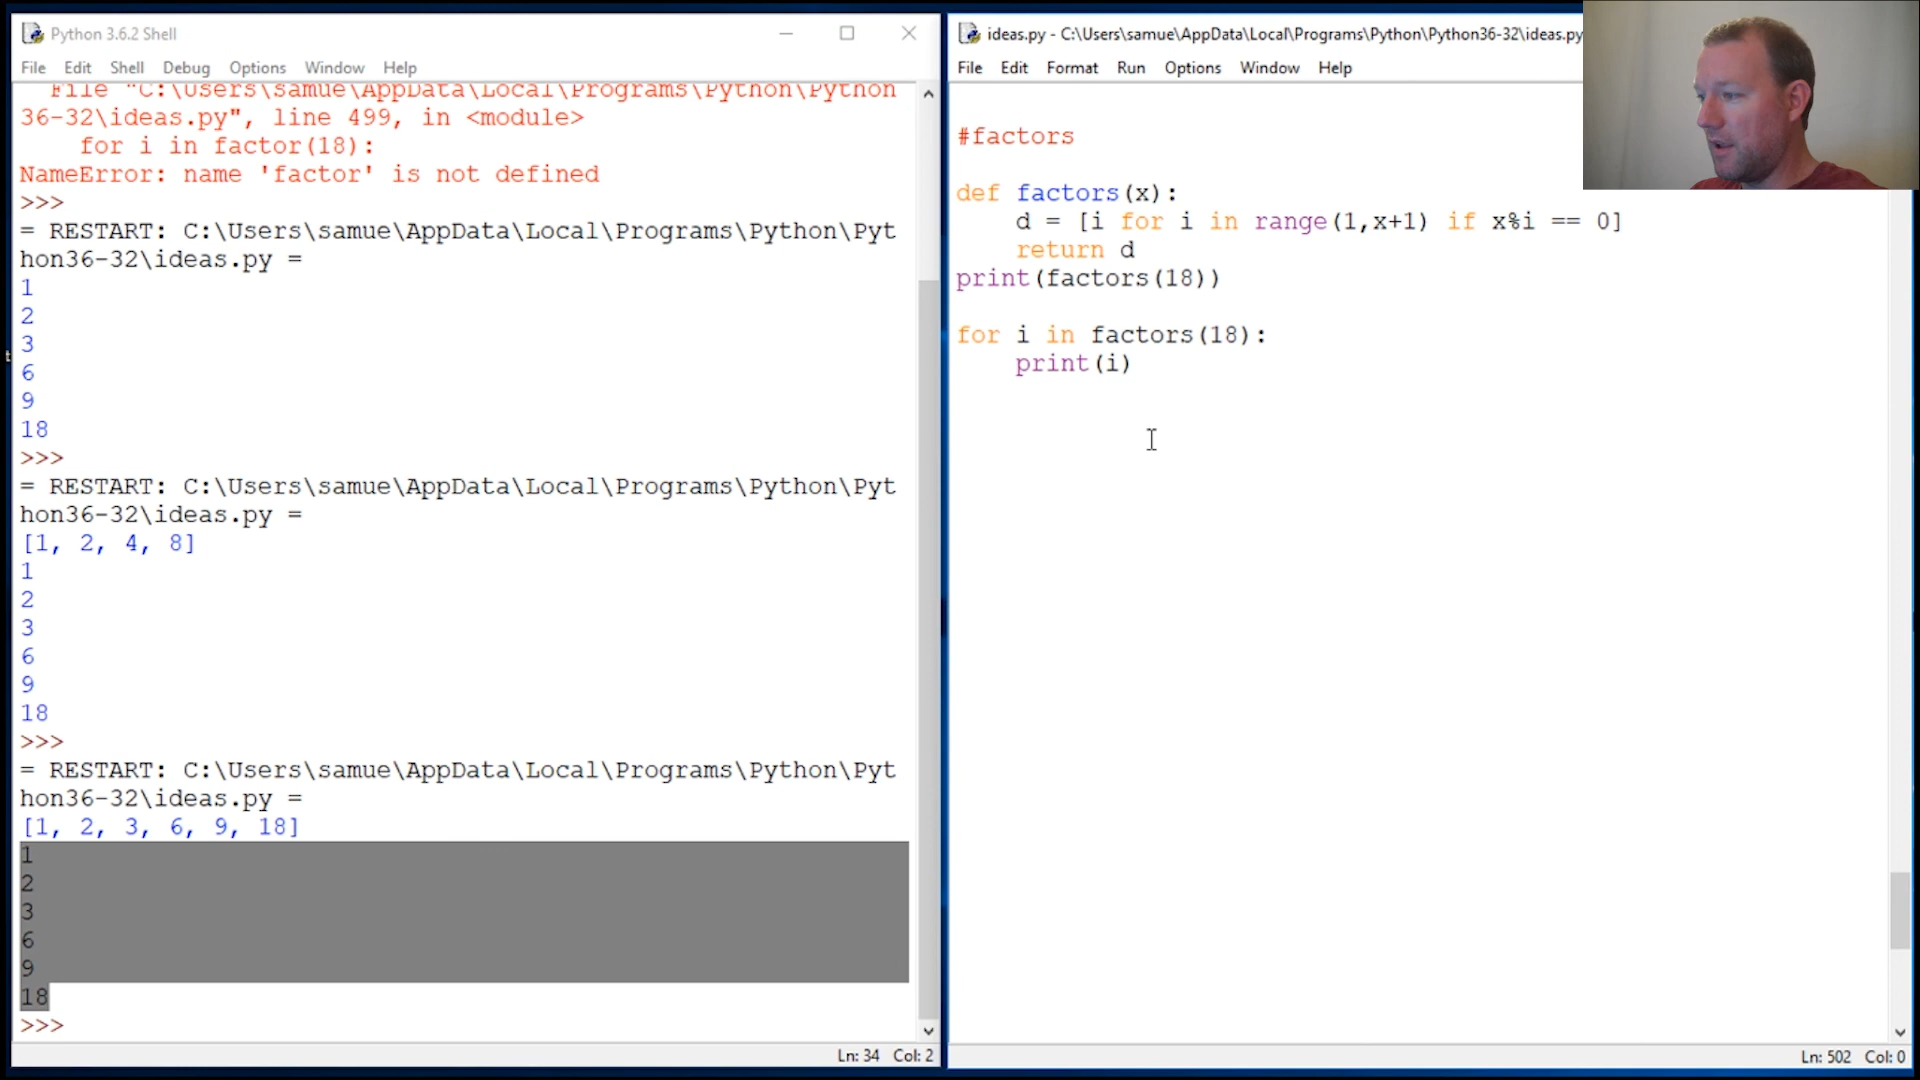 Python 3.6.2 Shell
File Edit Shell Debug Options Window Help
File "C:\Users\samue\AppData\Local\Programs\Python\Python
36-32\ideas.py", line 499, in <module>
for i in factor(18):
NameError: name 'factor' is not defined
>>>
= RESTART: C:\Users\samue\AppData\Local\Programs\Python\Pyt
hon36-32\ideas.py =
1
2
3
6
9
18
>>>
= RESTART: C:\Users\samue\AppData\Local\Programs\Python\Pyt
hon36-32\ideas.py =
[1, 2, 4, 8]
1
2
3
6
9
18
>>>
= RESTART: C:\Users\samue\AppData\Local\Programs\Python\Pyt
hon36-32\ideas.py =
[1, 2, 3, 6, 9, 18]
1
2
3
6
9
18
>>>
Ln: 34 Col: 2
ideas.py - C:\Users\samue\AppData\Local\Programs\Python\Python36-32\ideas.py
File Edit Format Run Options Window Help
#factors
def factors(x):
d = [i for i in range(1,x+1) if x%i == 0]
return d
print(factors(18))
for i in factors(18):
print(i)
Ln: 502 Col: 0